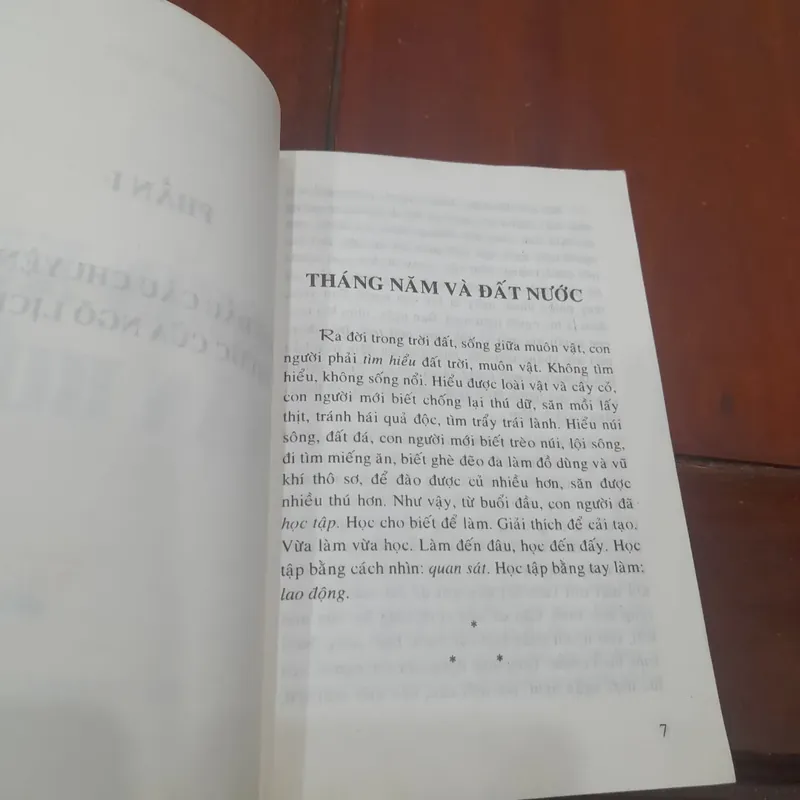 THÁNG NĂM VÀ ĐẤT NƯỚC
Ra đời trong trời đất, sống giữa muôn vật, con
người phải tìm hiểu đất trời, muôn vật. Không tìm
hiểu, không sống nổi. Hiểu được loài vật và cây cỏ,
con người mới biết chống lại thú dữ, săn mồi lấy
thịt, tránh hái quả độc, tìm trẩy trái lành. Hiểu núi
sông, đất đá, con người mới biết trèo núi, lội sông,
đi tìm miếng ăn, biết ghè đẽo đa làm đồ dùng và vũ
khí thô sơ, để đào được củ nhiều hơn, săn được
nhiều thú hơn. Như vậy, từ buổi đầu, con người đã
học tập. Học cho biết để làm. Giải thích để cải tạo.
Vừa làm vừa học. Làm đến đâu, học đến đấy. Học
tập bằng cách nhìn: quan sát. Học tập bằng tay làm:
lao động.
*
* *
7